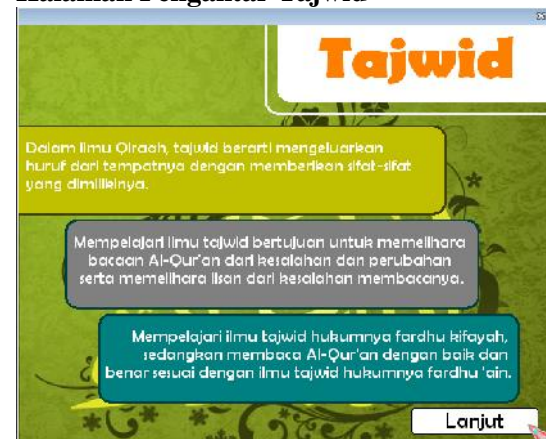 Halaman Pengantar Tajwid
Tajwid
Dalam Ilmu Qiraah, tajwid berarti mengeluarkan
huruf dari tempatnya dengan memberikan sifat-sifat
yang dimilikinya.
Mempelajari ilmu tajwid bertujuan untuk memelihara
bacaan Al-Qur'an dari kesalahan dan perubahan
serta memelihara lisan dari kesalahan membacanya.
Mempelajari ilmu tajwid hukumnya fardhu kifayah,
sedangkan membaca Al-Qur'an dengan baik dan
benar sesuai dengan ilmu tajwid hukumnya fardhu 'ain.
Lanjut